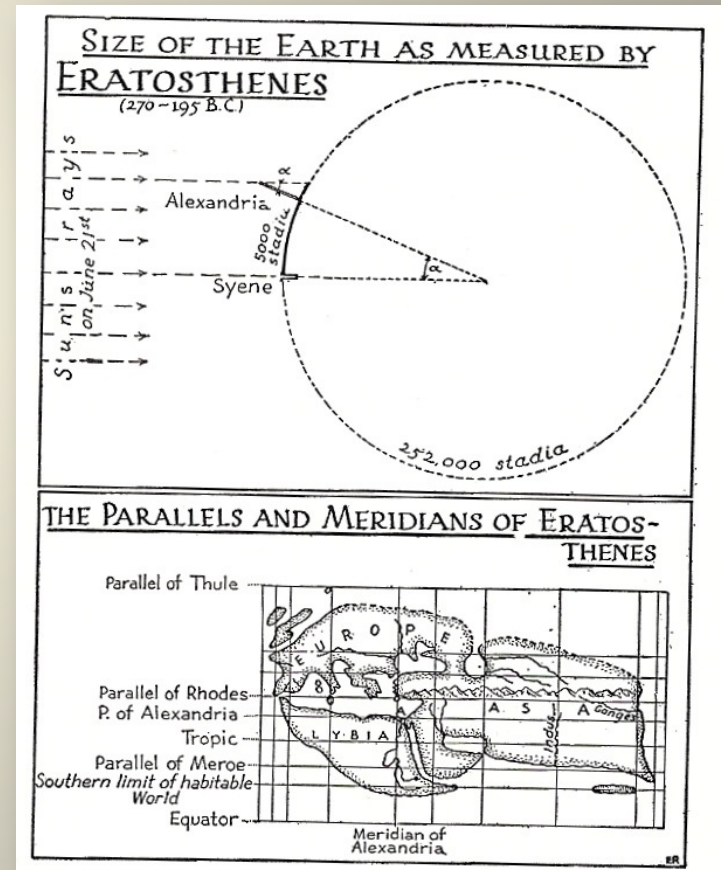 SIZE OF THE EARTH AS MEASURED BY
ERATOSTHENES
(270-195 B.C.)
Sun's rays
on June 21st
Alexandria
5000
stadia
α
α
Syene
252,000 stadia
THE PARALLELS AND MERIDIANS OF ERATOS-
THENES
Parallel of Thule
EUROPE
Parallel of Rhodes
P. of Alexandria
A
ASIA
Ganges
Indus
Tropic
LYBIA
Parallel of Meroe
Southern limit of habitable
World
Equator
Meridian of
Alexandria
ER